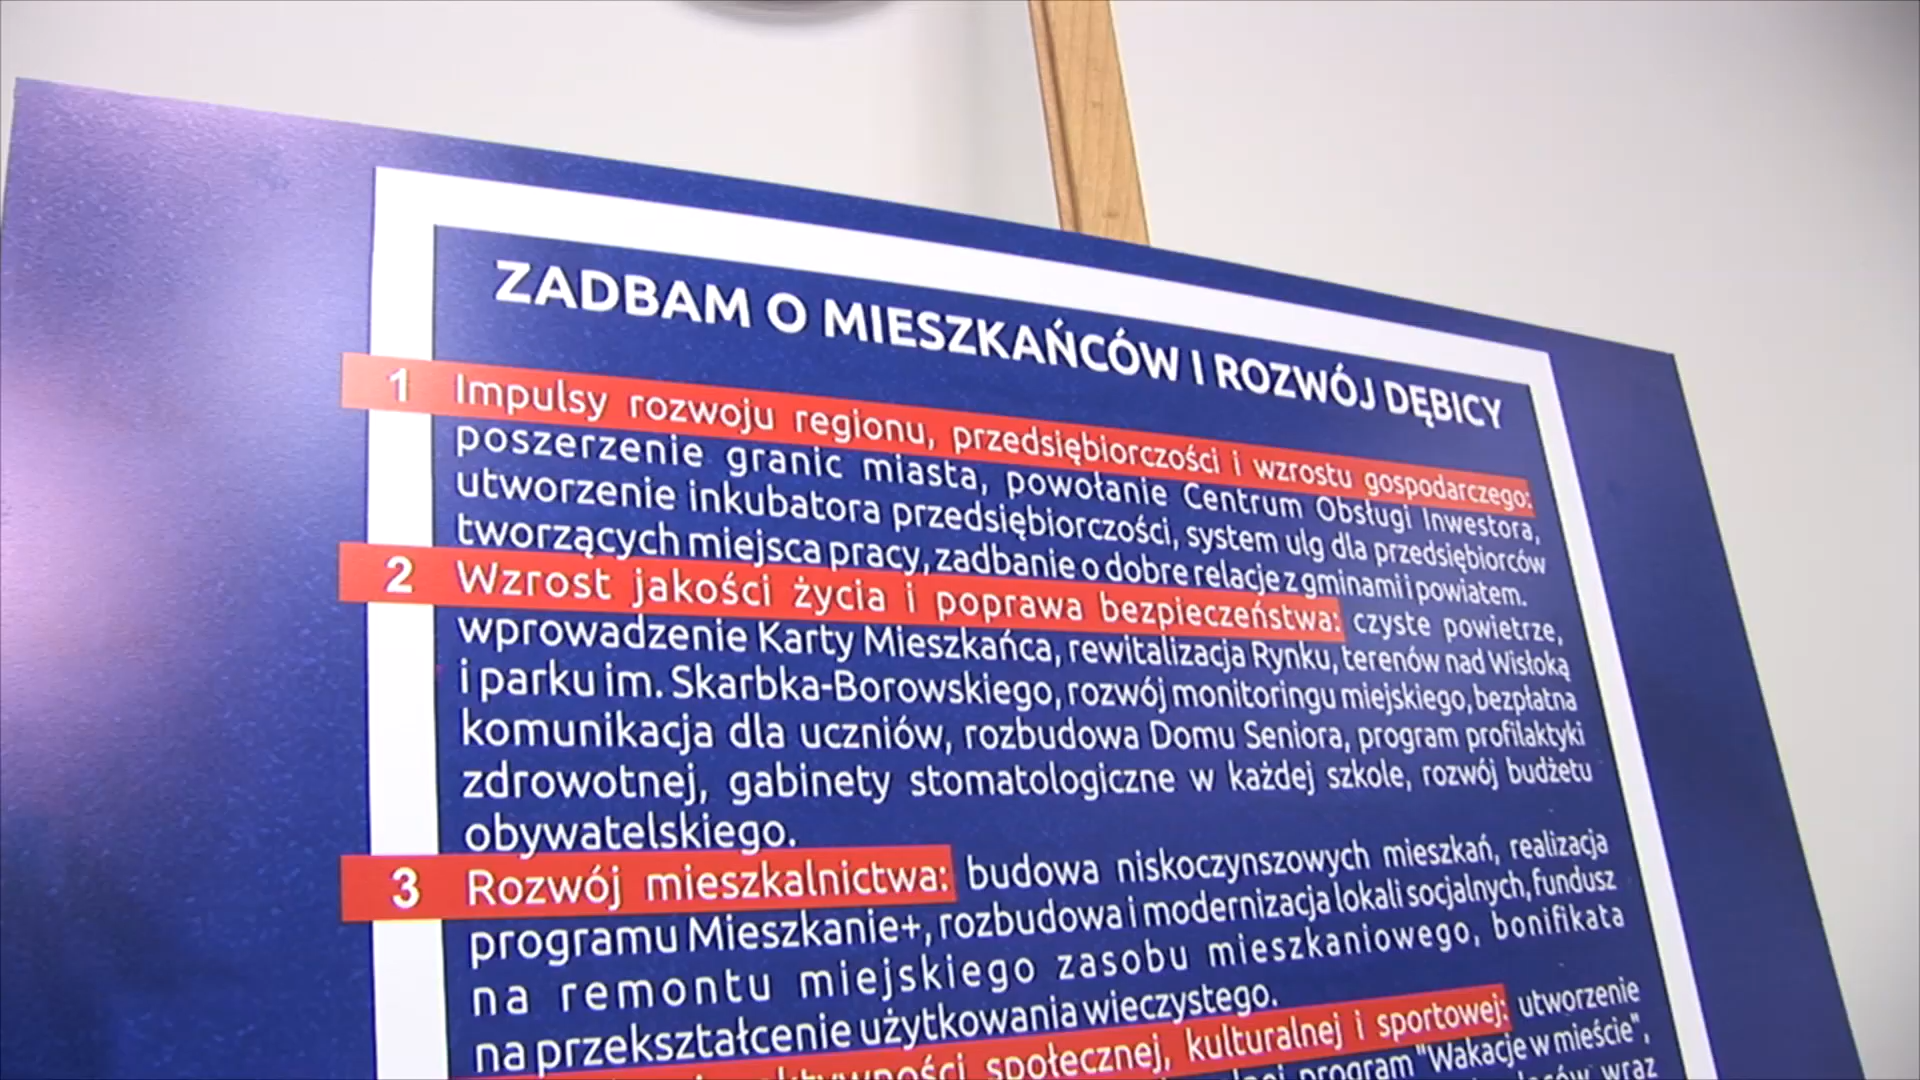 ZADBAM O MIESZKAŃCÓW I ROZWÓJ DĘBICY
1 Impulsy rozwoju regionu, przedsiębiorczości i wzrostu gospodarczego:
poszerzenie granic miasta, powołanie Centrum Obsługi Inwestora,
utworzenie inkubatora przedsiębiorczości, system ulg dla przedsiębiorców
tworzących miejsca pracy, zadbanie o dobre relacje z gminami i powiatem.
2 Wzrost jakości życia i poprawa bezpieczeństwa: czyste powietrze,
wprowadzenie Karty Mieszkańca, rewitalizacja Rynku, terenów nad Wisłoką
i parku im. Skarbka-Borowskiego, rozwój monitoringu miejskiego, bezpłatna
komunikacja dla uczniów, rozbudowa Domu Seniora, program profilaktyki
zdrowotnej, gabinety stomatologiczne w każdej szkole, rozwój budżetu
obywatelskiego.
3 Rozwój mieszkalnictwa: budowa niskoczynszowych mieszkań, realizacja
programu Mieszkanie+, rozbudowa i modernizacja lokali socjalnych, fundusz
na remontu miejskiego zasobu mieszkaniowego, bonifikata
na przekształcenie użytkowania wieczystego.
społecznej, kulturalnej i sportowej: utworzenie
program "Wakacje w mieście",
wraz